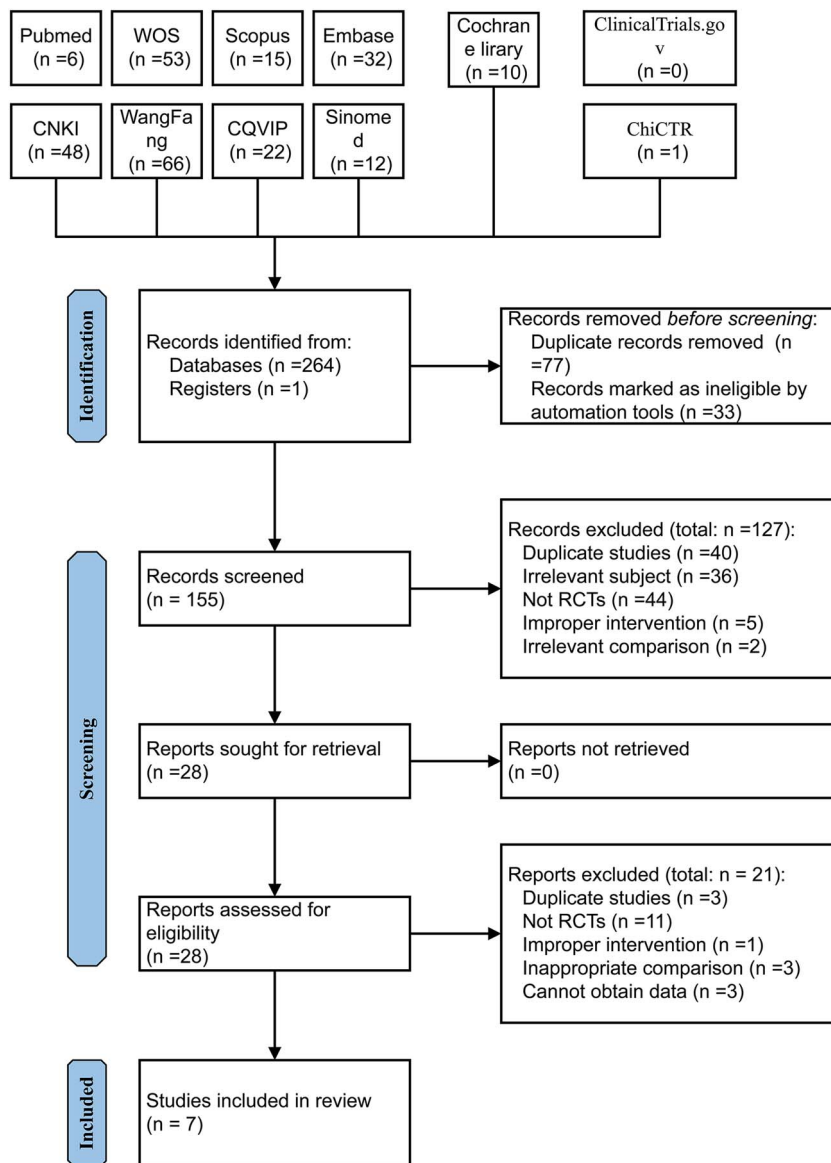 Pubmed
(n =6)
WOS
(n =53)
Scopus
(n =15)
Embase
(n =32)
Cochran
e lirary
(n =10)
ClinicalTrials.go
v
(n =0)
CNKI
(n =48)
WangFa
ng
(n =66)
CQVIP
(n =22)
Sinome
d
(n =12)
ChiCTR
(n =1)
Identification
Records identified from:
Databases (n =264)
Registers (n =1)
Records removed before screening:
Duplicate records removed (n
=77)
Records marked as ineligible by
automation tools (n =33)
Screening
Records screened
(n = 155)
Records excluded (total: n =127):
Duplicate studies (n =40)
Irrelevant subject (n =36)
Not RCTs (n =44)
Improper intervention (n =5)
Irrelevant comparison (n =2)
Reports sought for retrieval
(n =28)
Reports not retrieved
(n =0)
Reports assessed for
eligibility
(n =28)
Reports excluded (total: n = 21):
Duplicate studies (n =3)
Not RCTs (n =11)
Improper intervention (n =1)
Inappropriate comparison (n =3)
Cannot obtain data (n =3)
Included
Studies included in review
(n = 7)